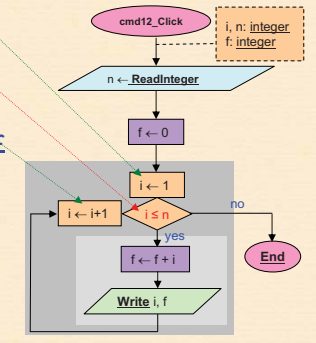 cmd12_Click
i, n: integer
f: integer
n ← ReadInteger
f ← 0
i ← 1
i ← i+1
i ≤ n
no
yes
f ← f + i
End
Write i, f